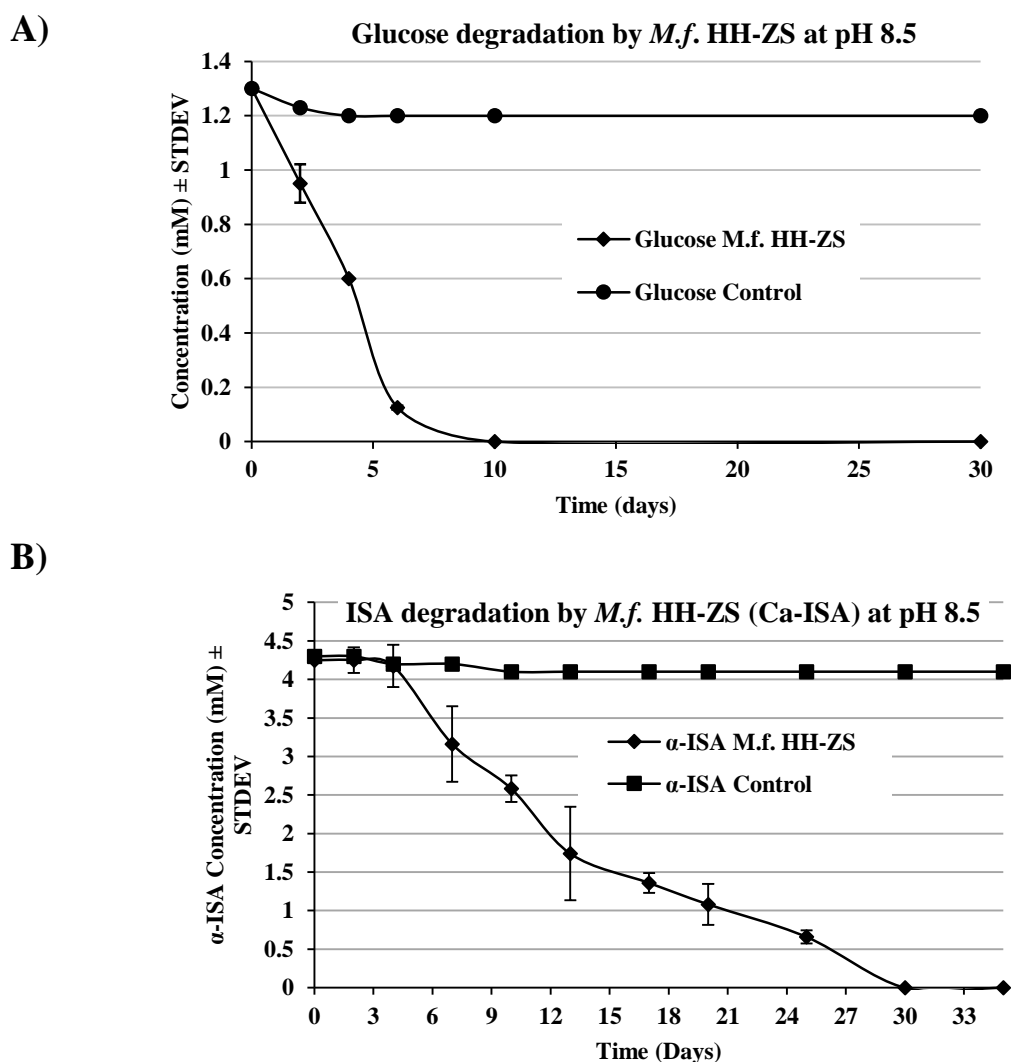 A)
Glucose degradation by M.f. HH-ZS at pH 8.5
Concentration (mM) ± STDEV
1.4
1.2
1
0.8
0.6
0.4
0.2
0
Glucose M.f. HH-ZS
Glucose Control
0 5 10 15 20 25 30
Time (days)
B)
ISA degradation by M.f. HH-ZS (Ca-ISA) at pH 8.5
α-ISA Concentration (mM) ±
STDEV
5
4.5
4
3.5
3
2.5
2
1.5
1
0.5
0
α-ISA M.f. HH-ZS
α-ISA Control
0 3 6 9 12 15 18 21 24 27 30 33
Time (Days)